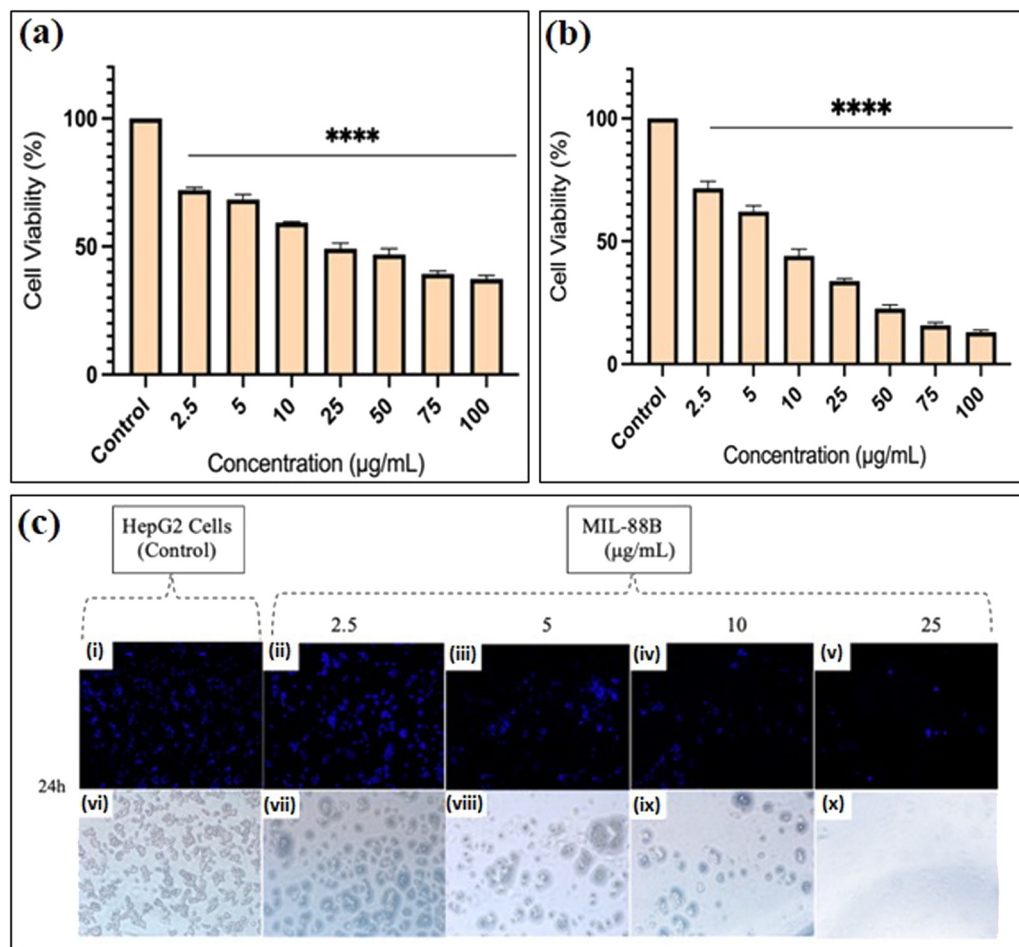 (a)
Cell Viability (%)
100
50
0
****
Control
2.5
5
10
25
50
75
100
Concentration (µg/mL)
(b)
Cell Viability (%)
100
50
0
****
Control
2.5
5
10
25
50
75
100
Concentration (µg/mL)
(c)
HepG2 Cells
(Control)
MIL-88B
(µg/mL)
2.5 5 10 25
(i) (ii) (iii) (iv) (v)
24h
(vi) (vii) (viii) (ix) (x)